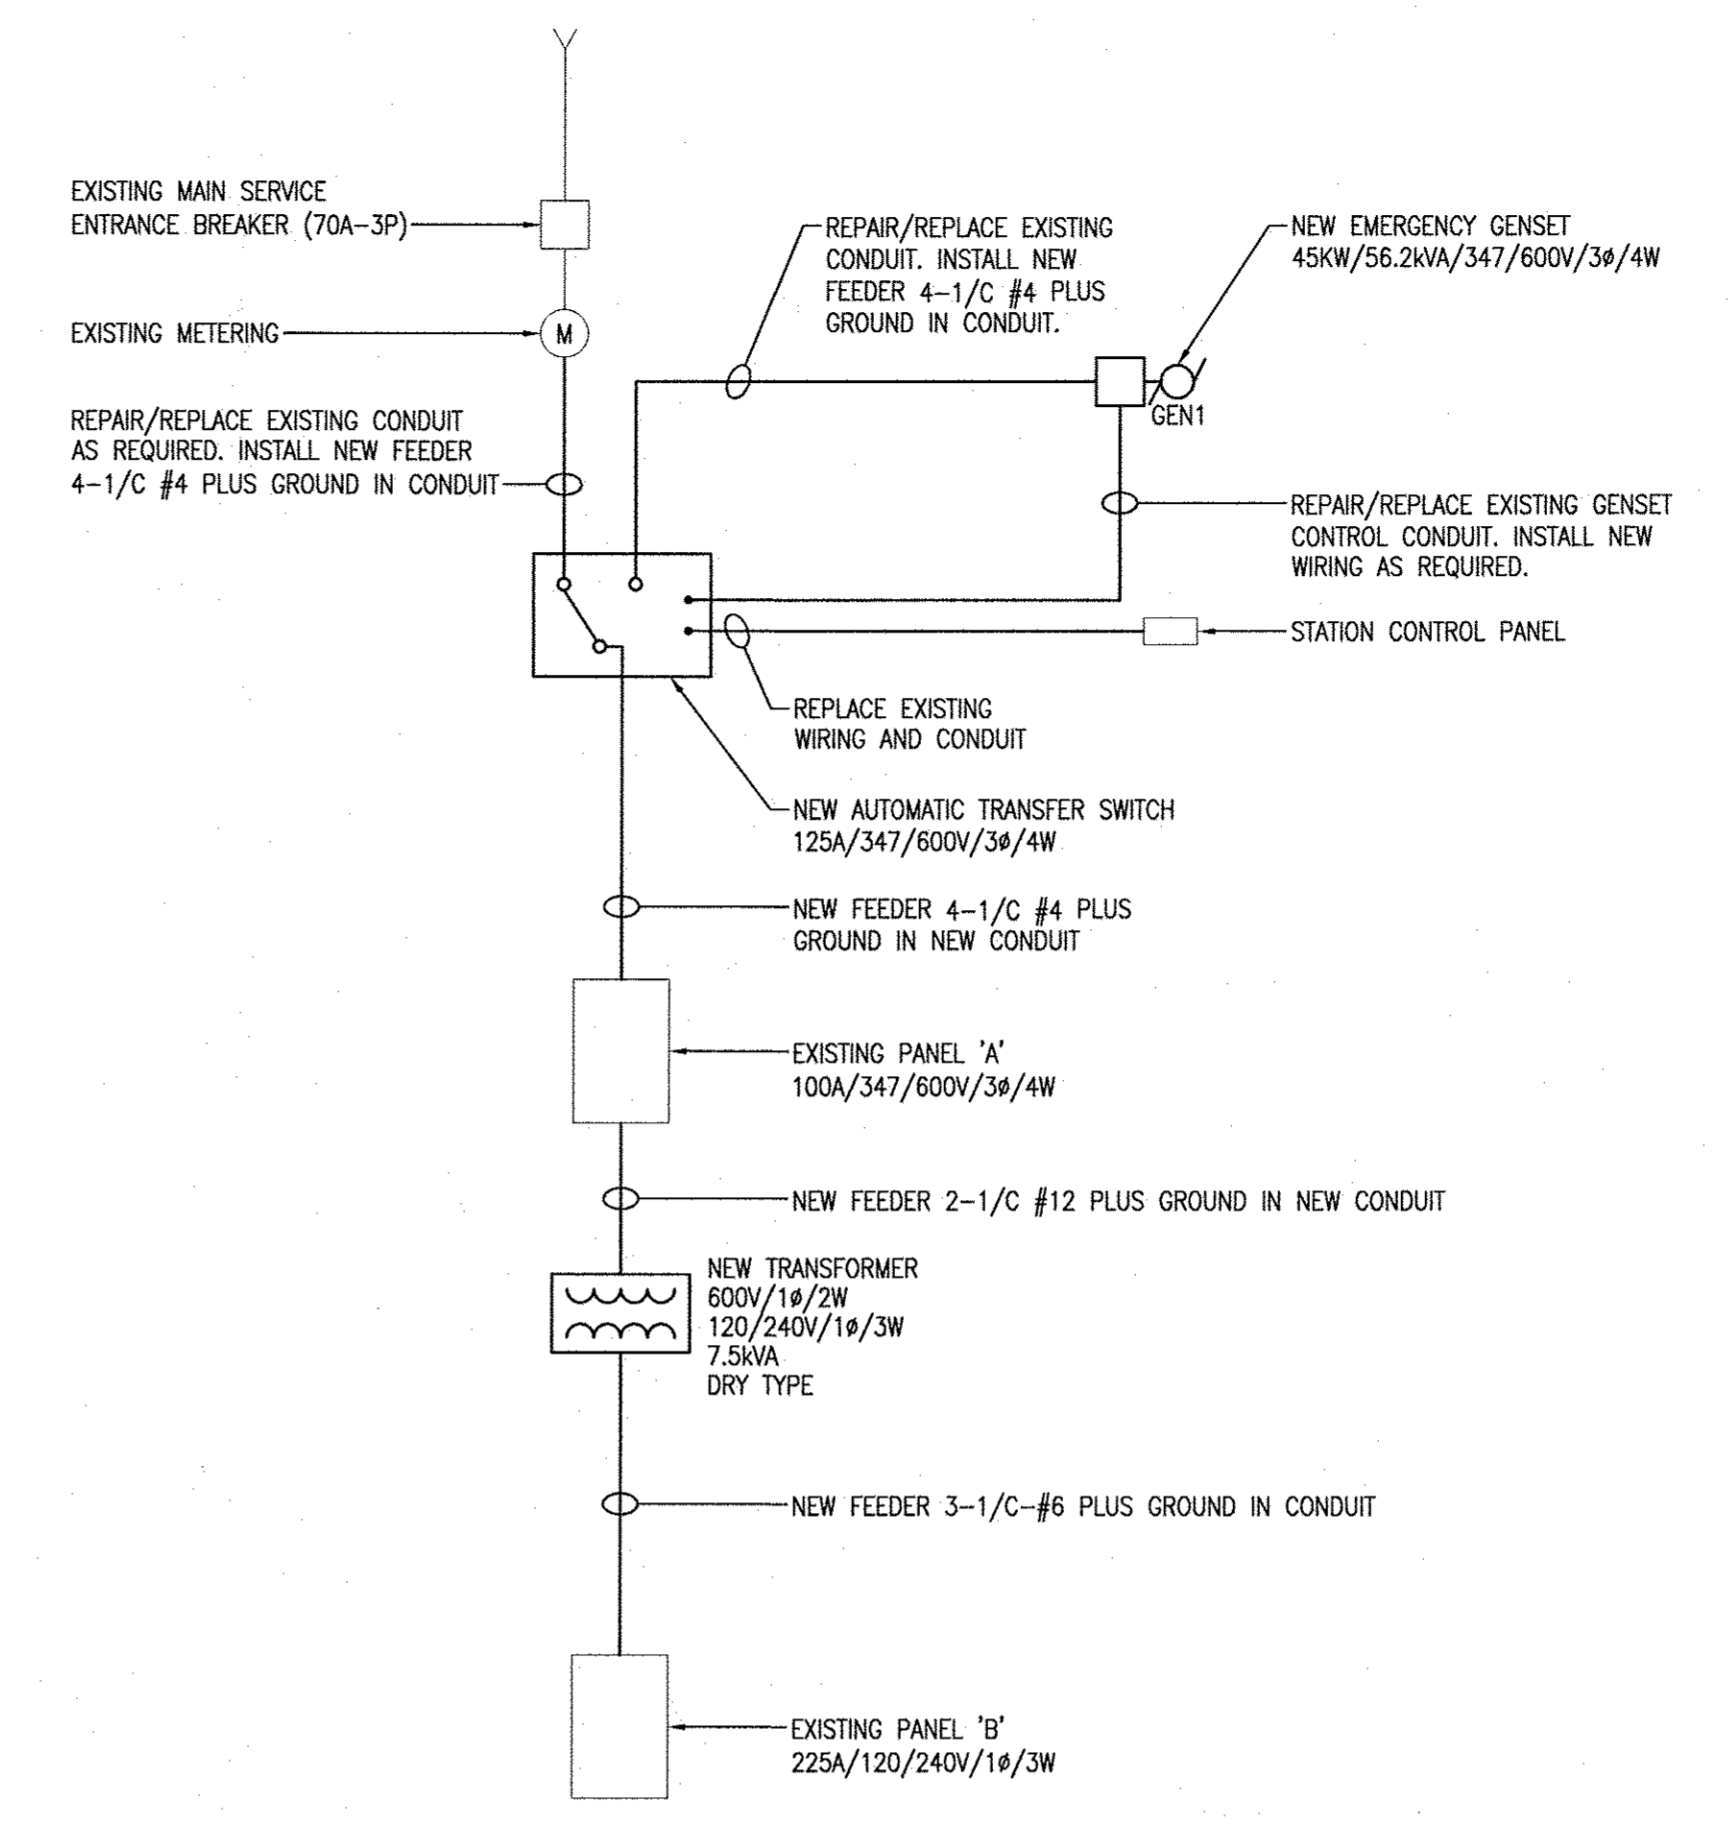 EXISTING MAIN SERVICE
ENTRANCE BREAKER (70A-3P)
REPAIR/REPLACE EXISTING
CONDUIT. INSTALL NEW
FEEDER 4-1/C #4 PLUS
GROUND IN CONDUIT.
NEW EMERGENCY GENSET
45KW/56.2kVA/347/600V/3ø/4W
EXISTING METERING
M
GEN1
REPAIR/REPLACE EXISTING CONDUIT
AS REQUIRED. INSTALL NEW FEEDER
4-1/C #4 PLUS GROUND IN CONDUIT
REPAIR/REPLACE EXISTING GENSET
CONTROL CONDUIT. INSTALL NEW
WIRING AS REQUIRED.
STATION CONTROL PANEL
REPLACE EXISTING
WIRING AND CONDUIT
NEW AUTOMATIC TRANSFER SWITCH
125A/347/600V/3ø/4W
NEW FEEDER 4-1/C #4 PLUS
GROUND IN NEW CONDUIT
EXISTING PANEL 'A'
100A/347/600V/3ø/4W
NEW FEEDER 2-1/C #12 PLUS GROUND IN NEW CONDUIT
NEW TRANSFORMER
600V/1ø/2W
120/240V/1ø/3W
7.5kVA
DRY TYPE
NEW FEEDER 3-1/C-#6 PLUS GROUND IN CONDUIT
EXISTING PANEL 'B'
225A/120/240V/1ø/3W